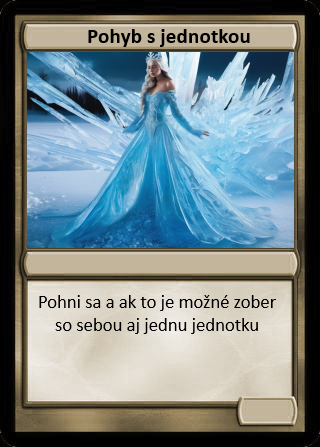 Pohyb s jednotkou
Pohni sa a ak to je možné zober
so sebou aj jednu jednotku